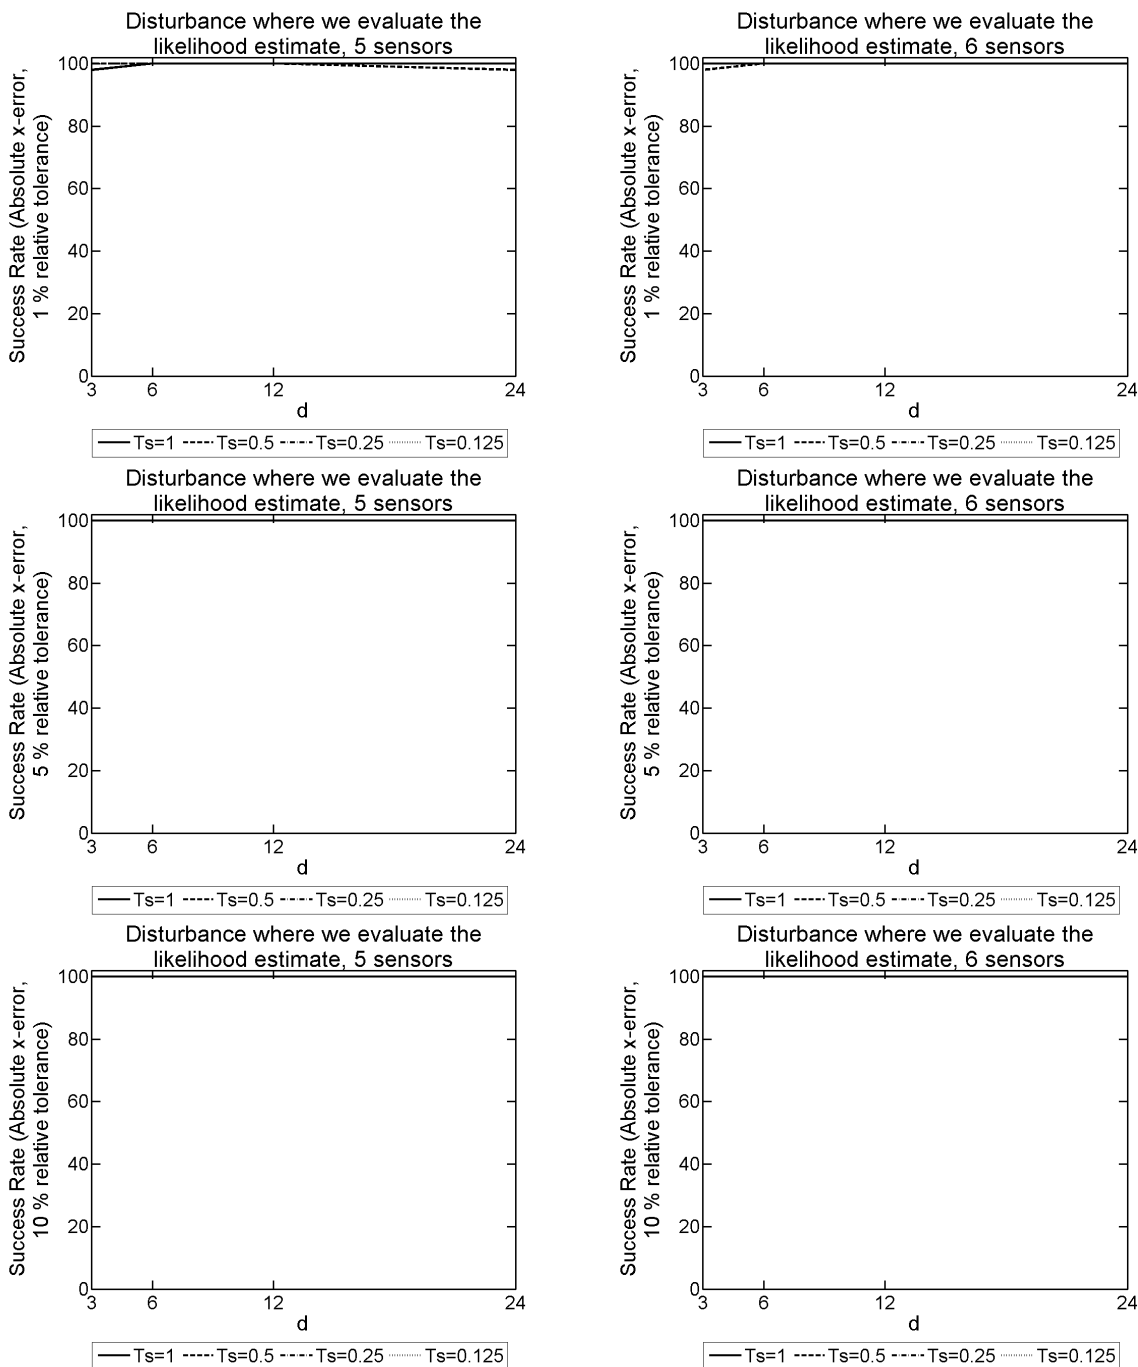 Disturbance where we evaluate the
likelihood estimate, 5 sensors
Success Rate (Absolute x-error,
1 % relative tolerance)
100
80
60
40
20
0
3 6 12 24
d
Ts=1 Ts=0.5 Ts=0.25 Ts=0.125
Disturbance where we evaluate the
likelihood estimate, 6 sensors
Success Rate (Absolute x-error,
1 % relative tolerance)
100
80
60
40
20
0
3 6 12 24
d
Ts=1 Ts=0.5 Ts=0.25 Ts=0.125
Disturbance where we evaluate the
likelihood estimate, 5 sensors
Success Rate (Absolute x-error,
5 % relative tolerance)
100
80
60
40
20
0
3 6 12 24
d
Ts=1 Ts=0.5 Ts=0.25 Ts=0.125
Disturbance where we evaluate the
likelihood estimate, 6 sensors
Success Rate (Absolute x-error,
5 % relative tolerance)
100
80
60
40
20
0
3 6 12 24
d
Ts=1 Ts=0.5 Ts=0.25 Ts=0.125
Disturbance where we evaluate the
likelihood estimate, 5 sensors
Success Rate (Absolute x-error,
10 % relative tolerance)
100
80
60
40
20
0
3 6 12 24
d
Ts=1 Ts=0.5 Ts=0.25 Ts=0.125
Disturbance where we evaluate the
likelihood estimate, 6 sensors
Success Rate (Absolute x-error,
10 % relative tolerance)
100
80
60
40
20
0
3 6 12 24
d
Ts=1 Ts=0.5 Ts=0.25 Ts=0.125